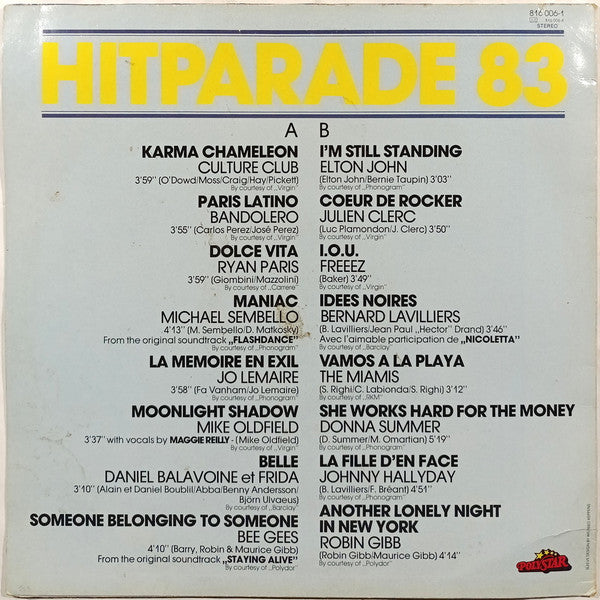 816 006-1
STEREO
HITPARADE 83
A B
KARMA CHAMELEON
CULTURE CLUB
3'59" (O'Dowd/Moss/Craig/Hay/Pickett)
By courtesy of „Virgin"
PARIS LATINO
BANDOLERO
3'55" (Carlos Perez/José Perez)
By courtesy of „Virgin"
DOLCE VITA
RYAN PARIS
3'59" (Giombini/Mazzolini)
By courtesy of „Carrere"
MANIAC
MICHAEL SEMBELLO
4'13" (M. Sembello/D. Matkosky)
From the original soundtrack „FLASHDANCE"
By courtesy of „Phonogram"
LA MEMOIRE EN EXIL
JO LEMAIRE
3'58" (Fa Vanham/Jo Lemaire)
By courtesy of „Phonogram"
MOONLIGHT SHADOW
MIKE OLDFIELD
3'37" with vocals by MAGGIE REILLY - (Mike Oldfield)
By courtesy of „Virgin"
BELLE
DANIEL BALAVOINE et FRIDA
3'10" (Alain et Daniel Boublil/Abba/Benny Andersson/
Björn Ulvaeus)
By courtesy of „Barclay"
SOMEONE BELONGING TO SOMEONE
BEE GEES
4'10" (Barry, Robin & Maurice Gibb)
From the original soundtrack „STAYING ALIVE"
By courtesy of „Polydor"
I'M STILL STANDING
ELTON JOHN
(Elton John/Bernie Taupin) 3'03"
By courtesy of „Phonogram"
COEUR DE ROCKER
JULIEN CLERC
(Luc Plamondon/J. Clerc) 3'50"
By courtesy of „Virgin"
I.O.U.
FREEEZ
(Baker) 3'49"
By courtesy of „Virgin"
IDEES NOIRES
BERNARD LAVILLIERS
(B. Lavilliers/Jean Paul „Hector" Drand) 3'46"
Avec l'aimable participation de „NICOLETTA"
By courtesy of „Barclay"
VAMOS A LA PLAYA
THE MIAMIS
(S. Righi/C. Labionda/S. Righi) 3'12"
By courtesy of „RKM"
SHE WORKS HARD FOR THE MONEY
DONNA SUMMER
(D. Summer/M. Omartian) 5'19"
By courtesy of „Phonogram"
LA FILLE D'EN FACE
JOHNNY HALLYDAY
(B. Lavilliers/F. Bréant) 4'51"
By courtesy of „Phonogram"
ANOTHER LONELY NIGHT
IN NEW YORK
ROBIN GIBB
(Robin Gibb/Maurice Gibb) 4'14"
By courtesy of „Polydor"
POLYSTAR